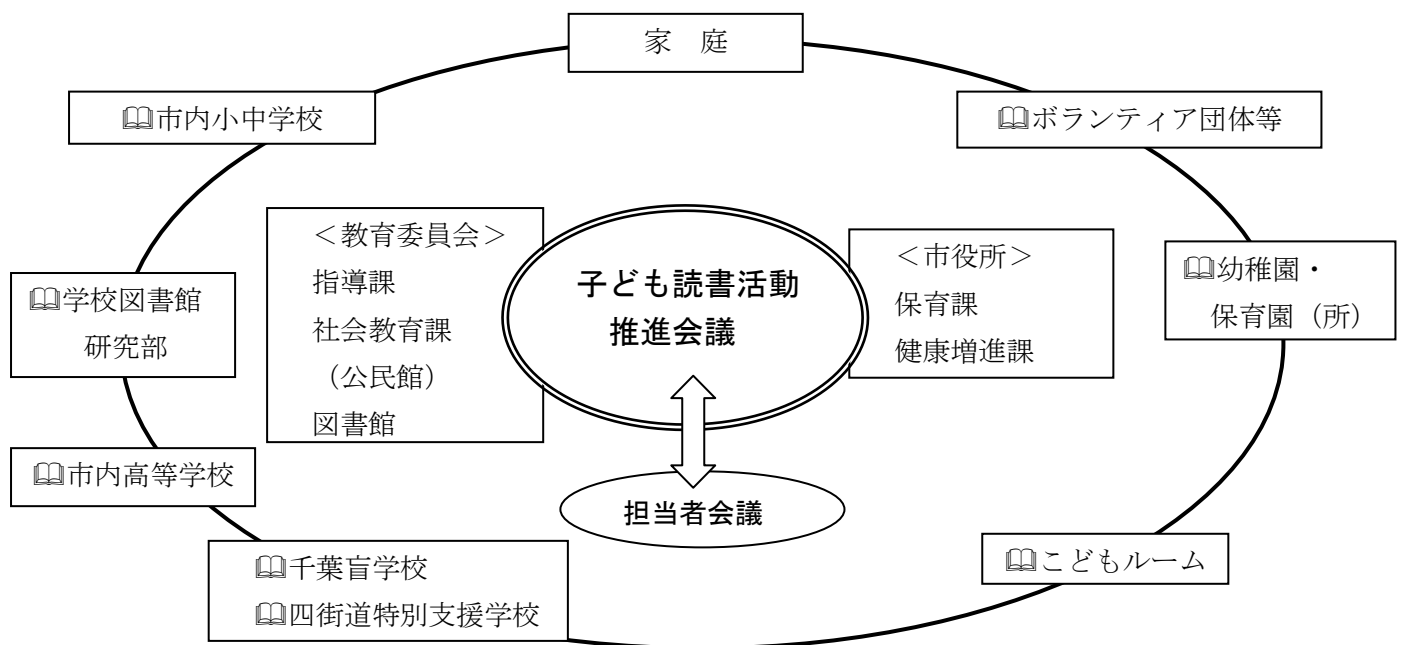 家　庭
🕮市内小中学校
🕮ボランティア団体等
＜教育委員会＞
指導課
社会教育課
（公民館）
図書館
子ども読書活動
推進会議
＜市役所＞
保育課
健康増進課
🕮幼稚園・
保育園（所）
🕮学校図書館
研究部
🕮市内高等学校
担当者会議
🕮千葉盲学校
🕮四街道特別支援学校
🕮こどもルーム